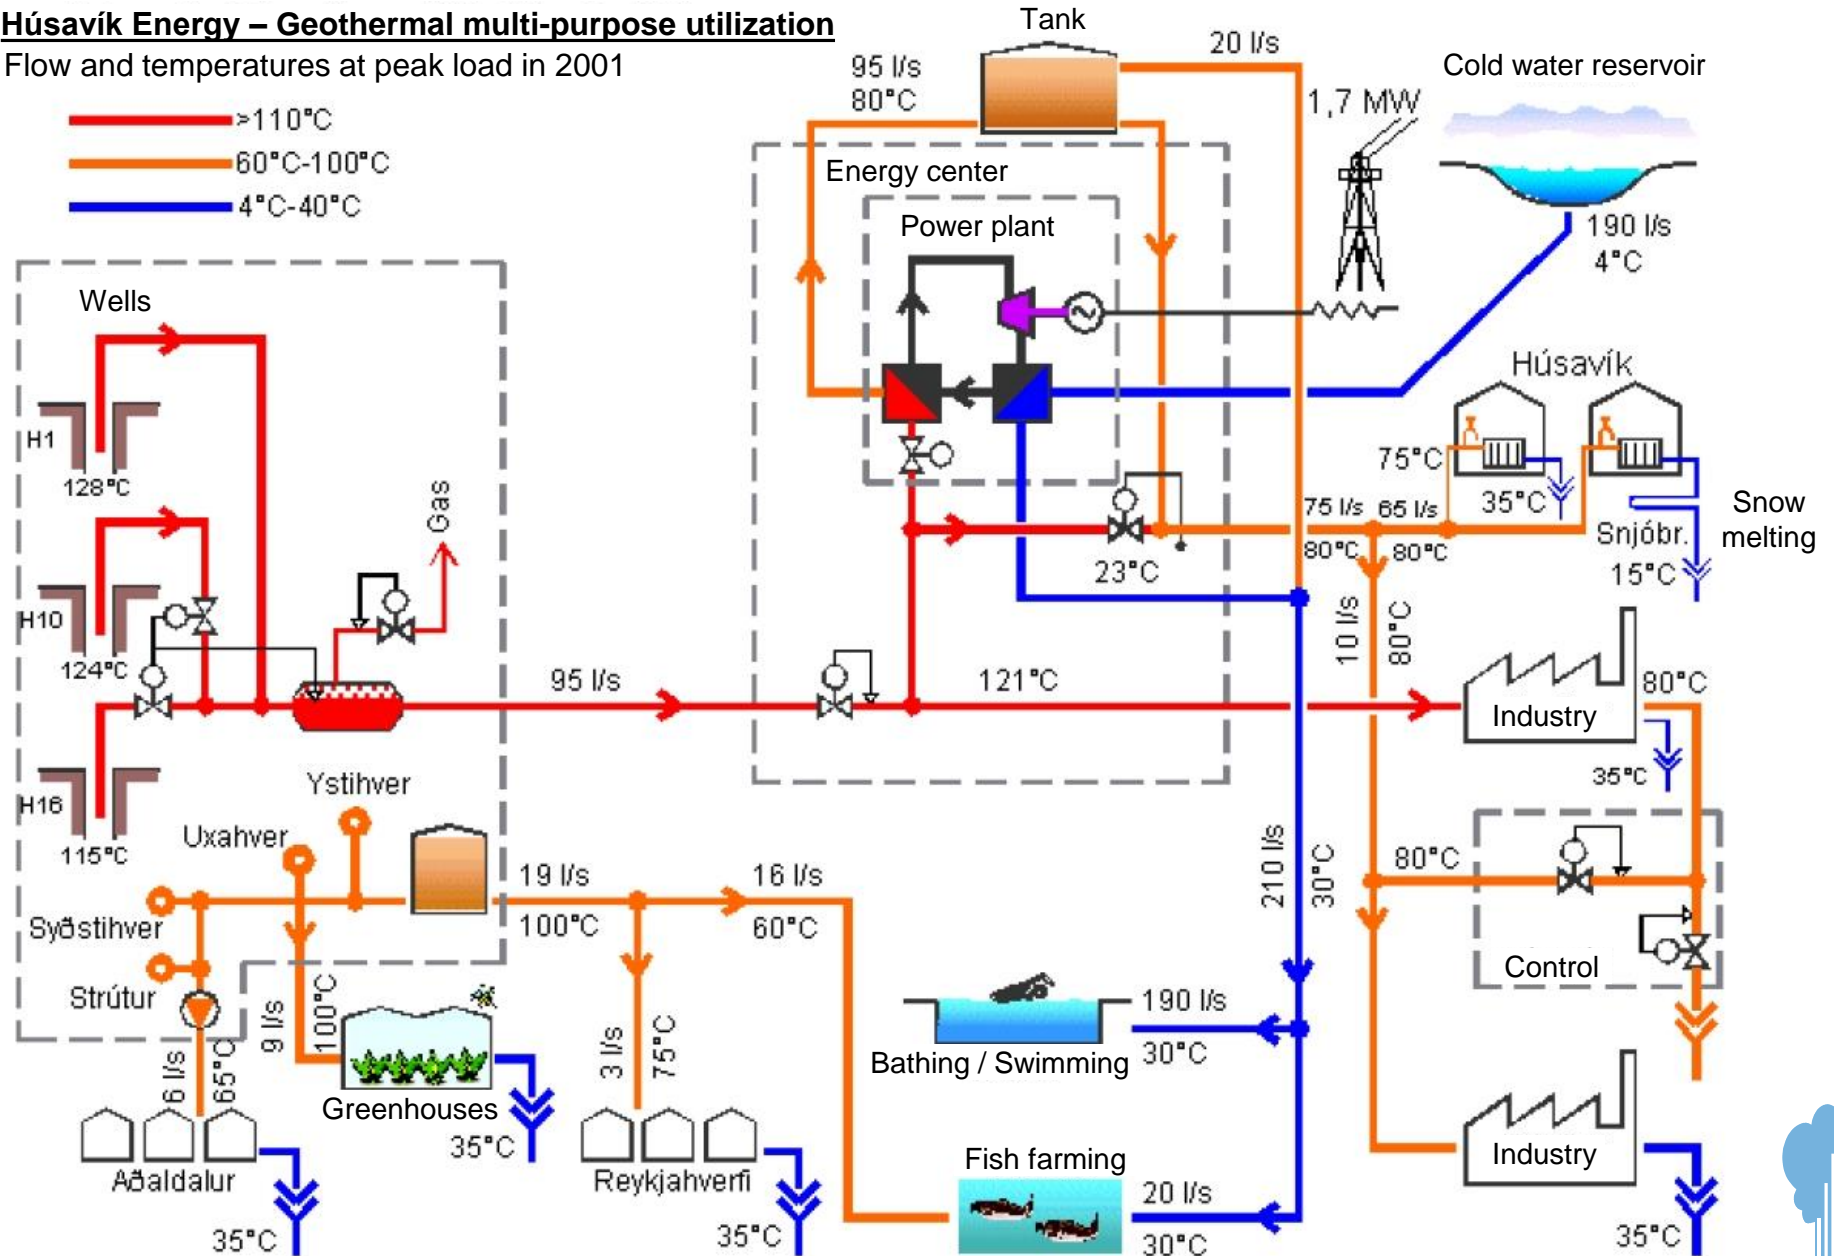 Húsavík Energy – Geothermal multi-purpose utilization
Flow and temperatures at peak load in 2001
>110°C
60°C-100°C
4°C-40°C
Tank
95 l/s
80°C
20 l/s
1,7 MW
Cold water reservoir
190 l/s
4°C
Energy center
Power plant
Wells
H1
128°C
H10
124°C
H16
115°C
Gas
95 l/s
121°C
23°C
75 l/s
80°C
65 l/s
80°C
Húsavík
75°C
35°C
Snjóbr.
15°C
Snow
melting
10 l/s
80°C
Industry
80°C
35°C
80°C
Control
210 l/s
30°C
Ystihver
Uxahver
Syðstihver
Strútur
19 l/s
100°C
16 l/s
60°C
9 l/s
100°C
6 l/s
65°C
3 l/s
75°C
Greenhouses
35°C
Aðaldalur
35°C
Reykjahverfi
35°C
Bathing / Swimming
190 l/s
30°C
Fish farming
20 l/s
30°C
Industry
35°C